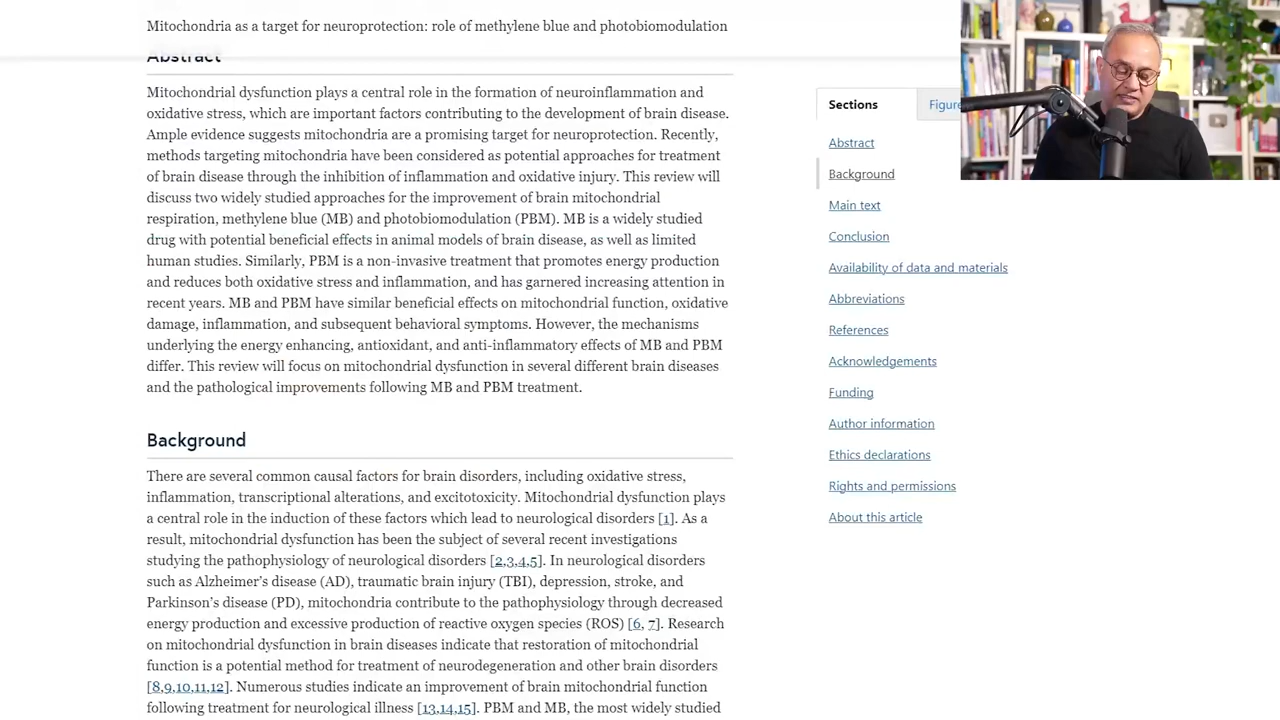 Mitochondria as a target for neuroprotection: role of methylene blue and photobiomodulation
Abstract
Mitochondrial dysfunction plays a central role in the formation of neuroinflammation and
oxidative stress, which are important factors contributing to the development of brain disease.
Ample evidence suggests mitochondria are a promising target for neuroprotection. Recently,
methods targeting mitochondria have been considered as potential approaches for treatment
of brain disease through the inhibition of inflammation and oxidative injury. This review will
discuss two widely studied approaches for the improvement of brain mitochondrial
respiration, methylene blue (MB) and photobiomodulation (PBM). MB is a widely studied
drug with potential beneficial effects in animal models of brain disease, as well as limited
human studies. Similarly, PBM is a non-invasive treatment that promotes energy production
and reduces both oxidative stress and inflammation, and has garnered increasing attention in
recent years. MB and PBM have similar beneficial effects on mitochondrial function, oxidative
damage, inflammation, and subsequent behavioral symptoms. However, the mechanisms
underlying the energy enhancing, antioxidant, and anti-inflammatory effects of MB and PBM
differ. This review will focus on mitochondrial dysfunction in several different brain diseases
and the pathological improvements following MB and PBM treatment.
Background
There are several common causal factors for brain disorders, including oxidative stress,
inflammation, transcriptional alterations, and excitotoxicity. Mitochondrial dysfunction plays
a central role in the induction of these factors which lead to neurological disorders [1]. As a
result, mitochondrial dysfunction has been the subject of several recent investigations
studying the pathophysiology of neurological disorders [2,3,4,5]. In neurological disorders
such as Alzheimer's disease (AD), traumatic brain injury (TBI), depression, stroke, and
Parkinson's disease (PD), mitochondria contribute to the pathophysiology through decreased
energy production and excessive production of reactive oxygen species (ROS) [6, 7]. Research
on mitochondrial dysfunction in brain diseases indicate that restoration of mitochondrial
function is a potential method for treatment of neurodegeneration and other brain disorders
[8,9,10,11,12]. Numerous studies indicate an improvement of brain mitochondrial function
following treatment for neurological illness [13,14,15]. PBM and MB, the most widely studied
Sections
Figure
Abstract
Background
Main text
Conclusion
Availability of data and materials
Abbreviations
References
Acknowledgements
Funding
Author information
Ethics declarations
Rights and permissions
About this article